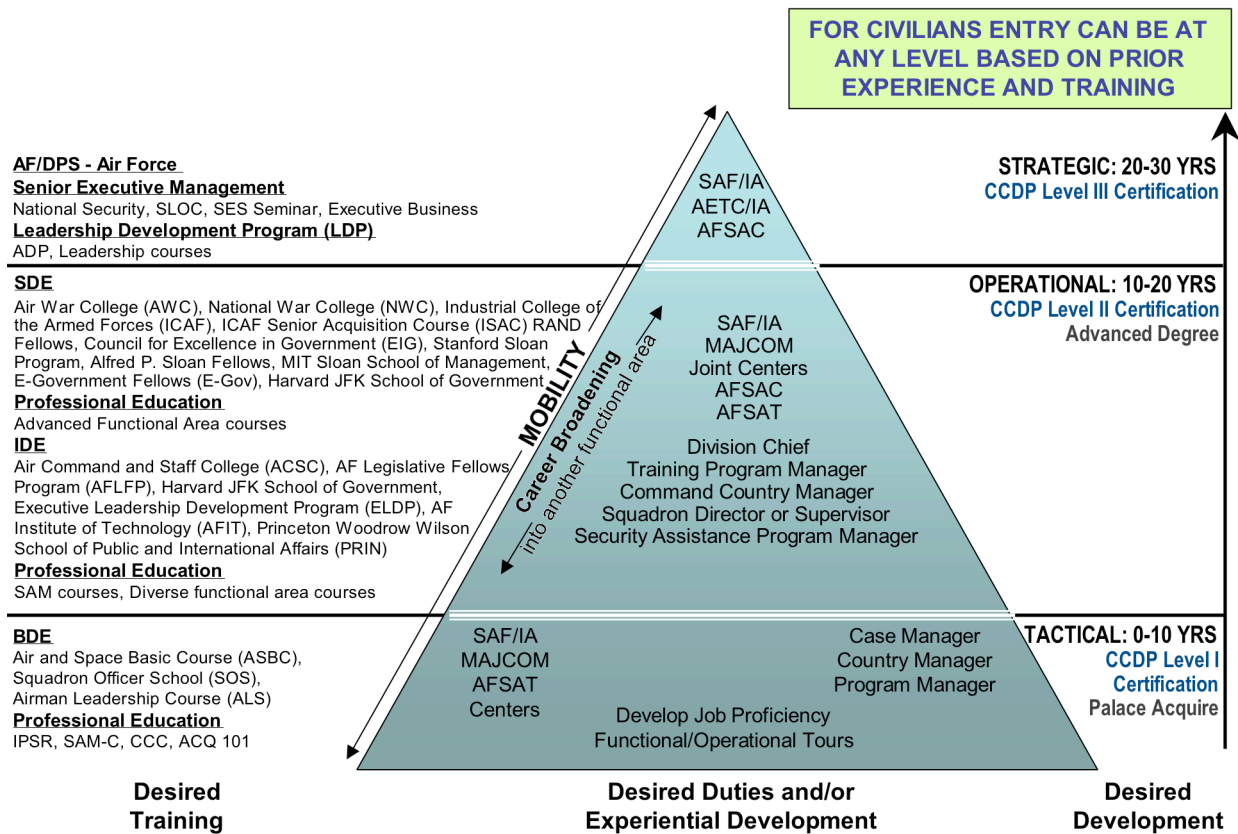 FOR CIVILIANS ENTRY CAN BE AT
ANY LEVEL BASED ON PRIOR
EXPERIENCE AND TRAINING
AF/DPS - Air Force
Senior Executive Management
National Security, SLOC, SES Seminar, Executive Business
Leadership Development Program (LDP)
ADP, Leadership courses
SAF/IA
AETC/IA
AFSAC
STRATEGIC: 20-30 YRS
CCDP Level III Certification
SDE
Air War College (AWC), National War College (NWC), Industrial College of
the Armed Forces (ICAF), ICAF Senior Acquisition Course (ISAC) RAND
Fellows, Council for Excellence in Government (EIG), Stanford Sloan
Program, Alfred P. Sloan Fellows, MIT Sloan School of Management,
E-Government Fellows (E-Gov), Harvard JFK School of Government
Professional Education
Advanced Functional Area courses
IDE
Air Command and Staff College (ACSC), AF Legislative Fellows
Program (AFLFP), Harvard JFK School of Government,
Executive Leadership Development Program (ELDP), AF
Institute of Technology (AFIT), Princeton Woodrow Wilson
School of Public and International Affairs (PRIN)
Professional Education
SAM courses, Diverse functional area courses
MOBILITY
Career Broadening
into another functional area
SAF/IA
MAJCOM
Joint Centers
AFSAC
AFSAT
Division Chief
Training Program Manager
Command Country Manager
Squadron Director or Supervisor
Security Assistance Program Manager
OPERATIONAL: 10-20 YRS
CCDP Level II Certification
Advanced Degree
BDE
Air and Space Basic Course (ASBC),
Squadron Officer School (SOS),
Airman Leadership Course (ALS)
Professional Education
IPSR, SAM-C, CCC, ACQ 101
SAF/IA
MAJCOM
AFSAT
Centers
Case Manager
Country Manager
Program Manager
Develop Job Proficiency
Functional/Operational Tours
TACTICAL: 0-10 YRS
CCDP Level I
Certification
Palace Acquire
Desired
Training
Desired Duties and/or
Experiential Development
Desired
Development